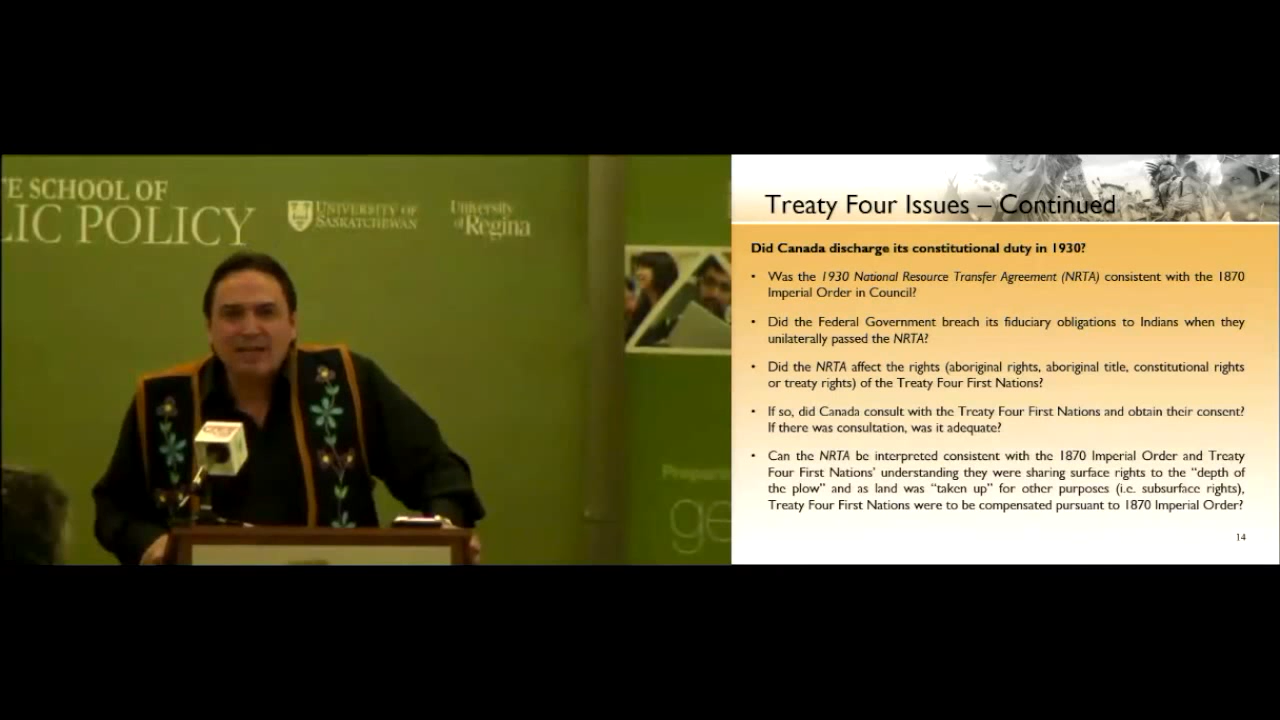 TE SCHOOL OF
LIC POLICY
UNIVERSITY OF
SASKATCHEWAN
University
of Regina
Treaty Four Issues – Continued
Did Canada discharge its constitutional duty in 1930?
• Was the 1930 National Resource Transfer Agreement (NRTA) consistent with the 1870
Imperial Order in Council?
• Did the Federal Government breach its fiduciary obligations to Indians when they
unilaterally passed the NRTA?
• Did the NRTA affect the rights (aboriginal rights, aboriginal title, constitutional rights
or treaty rights) of the Treaty Four First Nations?
• If so, did Canada consult with the Treaty Four First Nations and obtain their consent?
If there was consultation, was it adequate?
• Can the NRTA be interpreted consistent with the 1870 Imperial Order and Treaty
Four First Nations’ understanding they were sharing surface rights to the “depth of
the plow” and as land was “taken up” for other purposes (i.e. subsurface rights),
Treaty Four First Nations were to be compensated pursuant to 1870 Imperial Order?
14
Prepari
ge